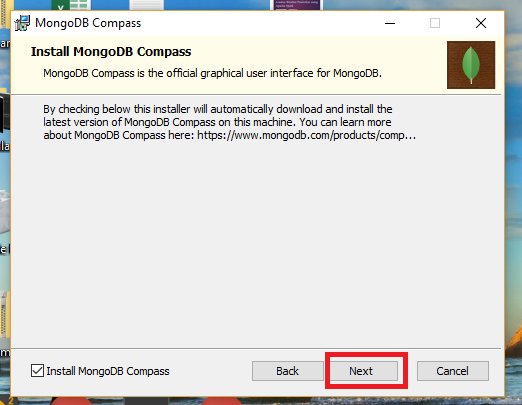 MongoDB Compass
Install MongoDB Compass
MongoDB Compass is the official graphical user interface for MongoDB.
By checking below this installer will automatically download and install the
latest version of MongoDB Compass on this machine. You can learn more
about MongoDB Compass here: https://www.mongodb.com/products/comp...
Install MongoDB Compass
Back
Next
Cancel